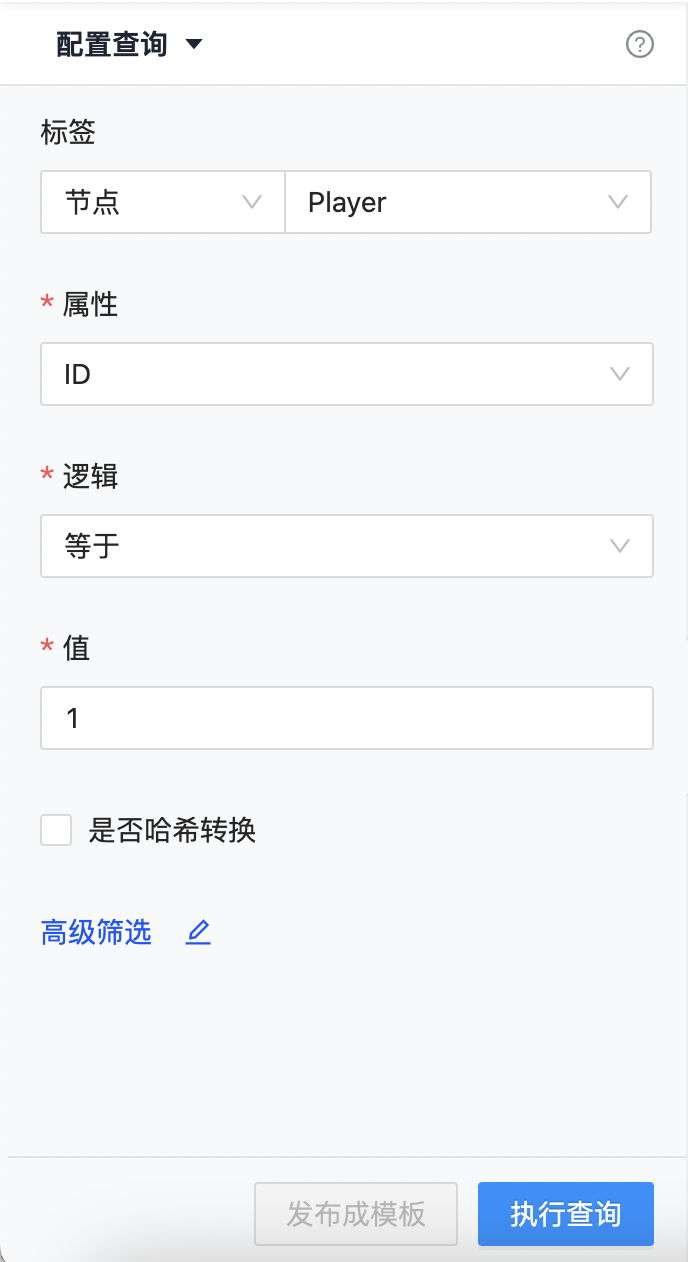 配置查询
标签
节点 Player
* 属性
ID
* 逻辑
等于
* 值
1
是否哈希转换
高级筛选
发布成模板 执行查询